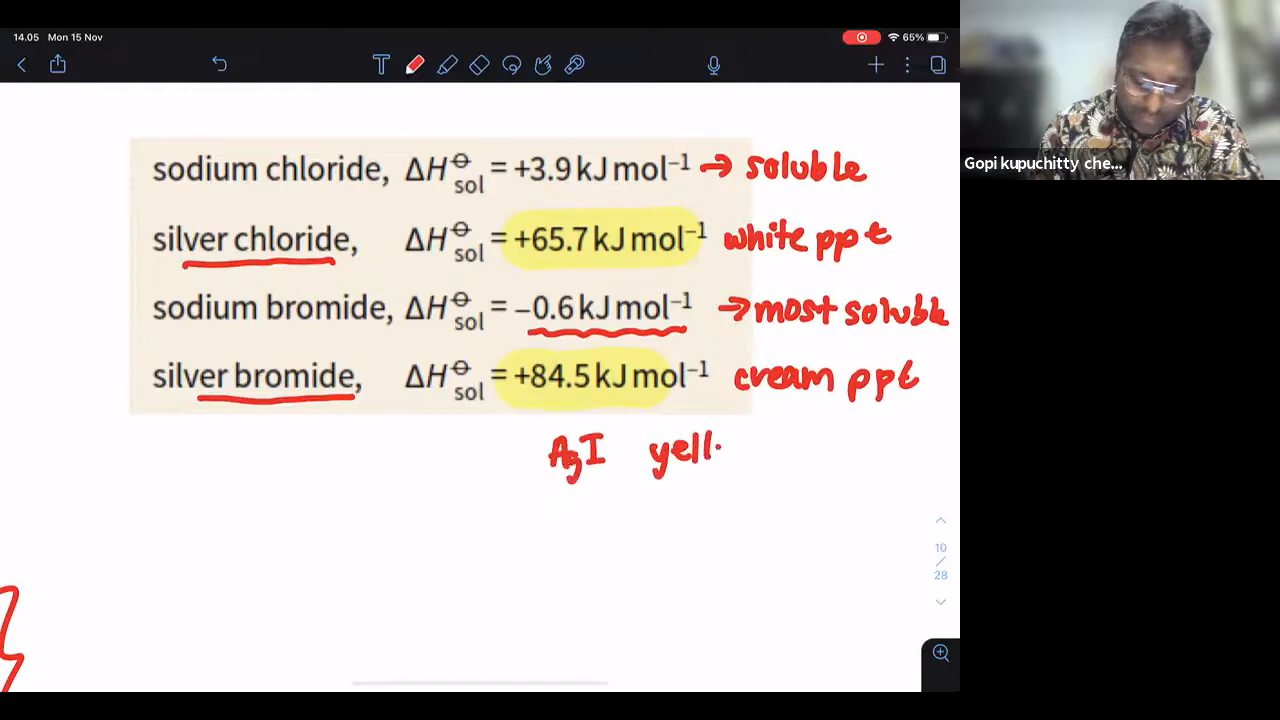 14.05 Mon 15 Nov
65%
T
sodium chloride, ΔH⦵sol = +3.9 kJ mol⁻¹ → soluble
silver chloride, ΔH⦵sol = +65.7 kJ mol⁻¹ white ppt
sodium bromide, ΔH⦵sol = −0.6 kJ mol⁻¹ → most soluble
silver bromide, ΔH⦵sol = +84.5 kJ mol⁻¹ cream ppt
AgI yell
10
/
28
Gopi kupuchitty che...